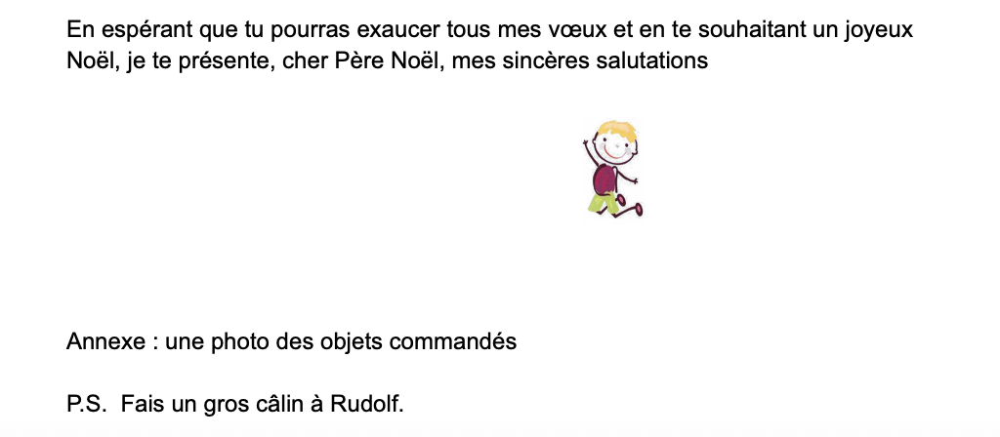 En espérant que tu pourras exaucer tous mes vœux et en te souhaitant un joyeux
Noël, je te présente, cher Père Noël, mes sincères salutations
Annexe : une photo des objets commandés
P.S.  Fais un gros câlin à Rudolf.